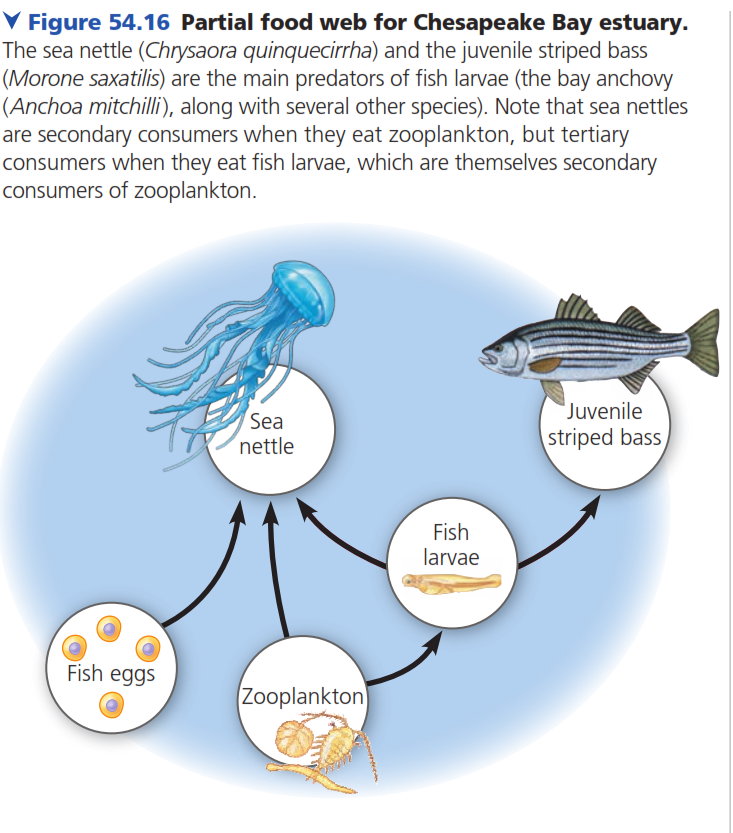 Figure 54.16 Partial food web for Chesapeake Bay estuary.
The sea nettle (Chrysaora quinquecirrha) and the juvenile striped bass
(Morone saxatilis) are the main predators of fish larvae (the bay anchovy
(Anchoa mitchilli), along with several other species). Note that sea nettles
are secondary consumers when they eat zooplankton, but tertiary
consumers when they eat fish larvae, which are themselves secondary
consumers of zooplankton.
Sea
nettle
Juvenile
striped bass
Fish
larvae
Fish eggs
Zooplankton